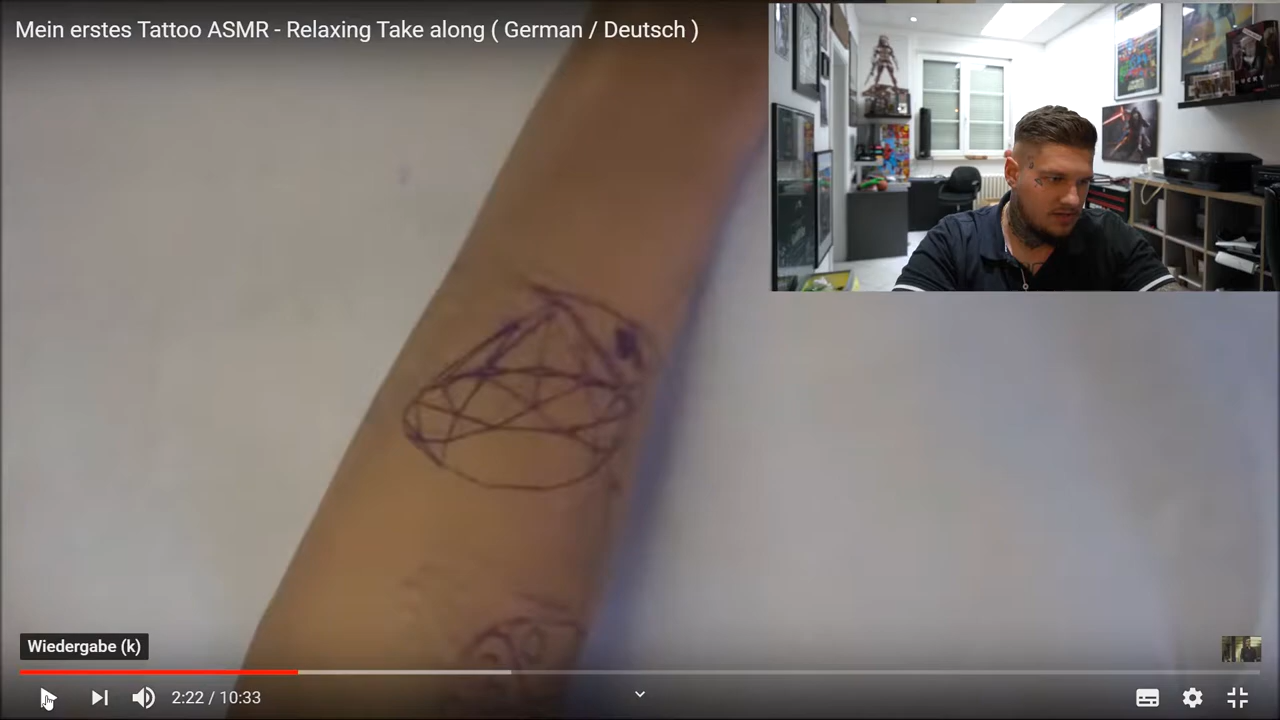 Mein erstes Tattoo ASMR - Relaxing Take along ( German / Deutsch )
Wiedergabe (k)
2:22 / 10:33